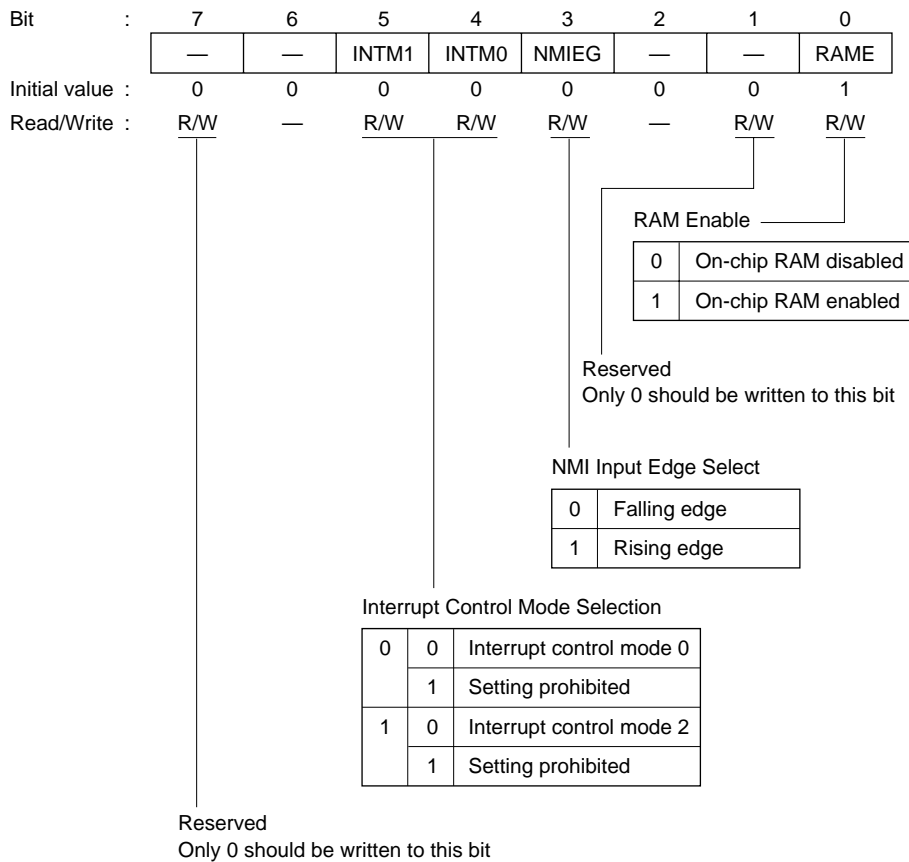 Bit : 7 6 5 4 3 2 1 0
— — INTM1 INTM0 NMIEG — — RAME
Initial value : 0 0 0 0 0 0 0 1
Read/Write : R/W — R/W R/W R/W — R/W R/W
RAM Enable
0 On-chip RAM disabled
1 On-chip RAM enabled
Reserved
Only 0 should be written to this bit
NMI Input Edge Select
0 Falling edge
1 Rising edge
Interrupt Control Mode Selection
0 0 Interrupt control mode 0
1 Setting prohibited
1 0 Interrupt control mode 2
1 Setting prohibited
Reserved
Only 0 should be written to this bit